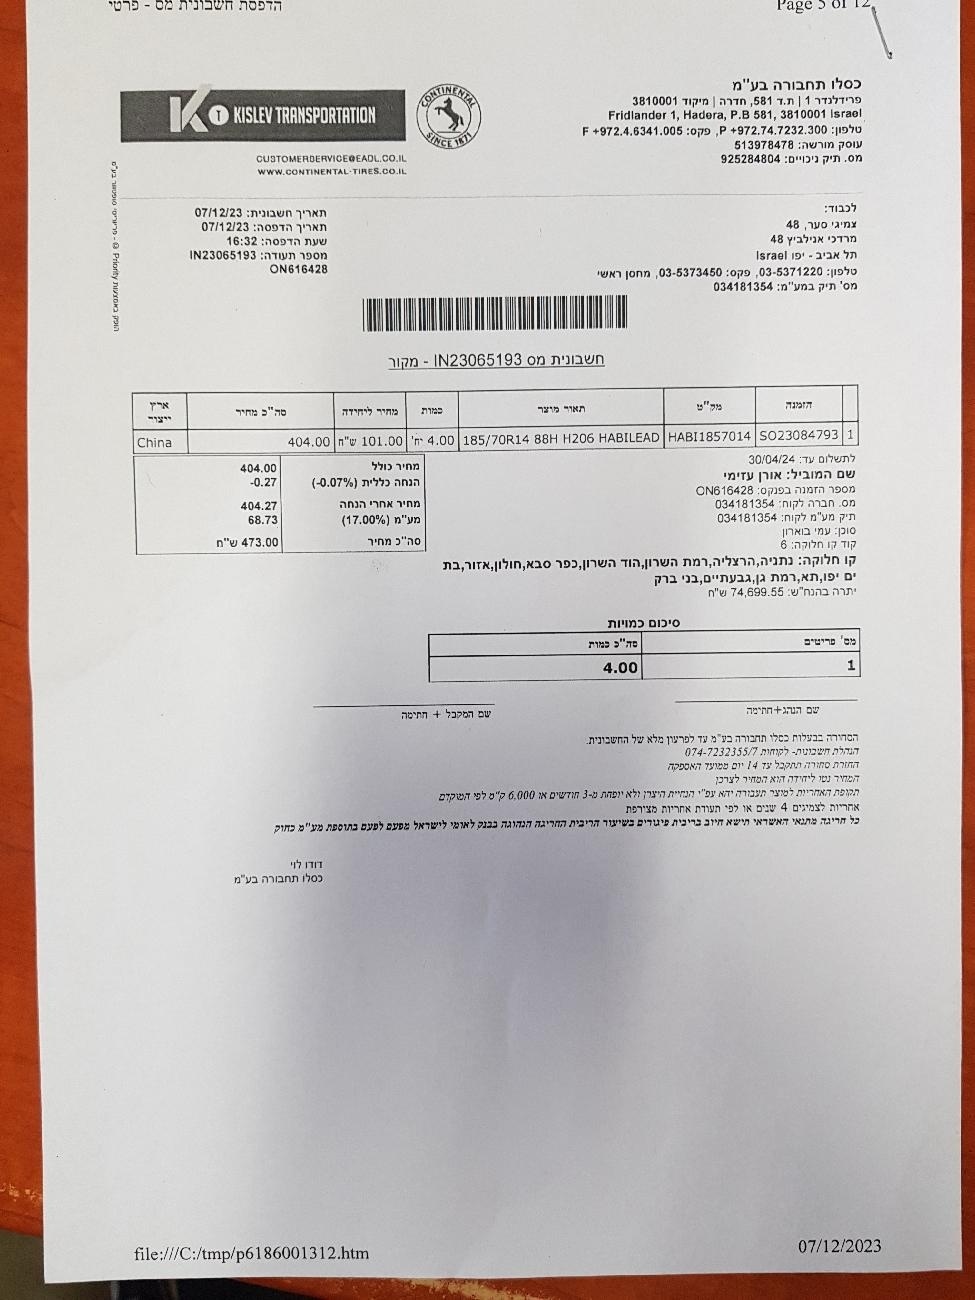 הדפסת חשבונית מס - פרטי
Page 5 of 12
KISLEV TRANSPORTATION
CONTINENTAL
SINCE 1871
CUSTOMERDERVICE@EADL.CO.IL
WWW.CONTINENTAL-TIRES.CO.IL
כסלו תחבורה בע"מ
פרידלנדר 1 | ת.ד 581, חדרה | מיקוד 3810001
Fridlander 1, Hadera, P.B 581, 3810001 Israel
טלפון: P +972.74.7232.300, פקס: F +972.4.6341.005
עוסק מורשה: 513978478
מס. תיק ניכויים: 925284804
לכבוד:
צמיגי סער, 48
מרדכי אנילביץ 48
תל אביב - יפו Israel
טלפון: 03-5371220, פקס: 03-5373450, מחסן ראשי
מס' תיק במע"מ: 034181354
תאריך חשבונית: 07/12/23
תאריך הדפסה: 07/12/23
שעת הדפסה: 16:32
מספר תעודה: IN23065193
ON616428
חשבונית מס IN23065193 - מקור
הזמנה מק"ט תאור מוצר כמות מחיר ליחידה סה"כ מחיר ארץ ייצור
1 SO23084793 HABI1857014 185/70R14 88H H206 HABILEAD 4.00 יח' 101.00 ש"ח 404.00 China
לתשלום עד: 30/04/24
שם המוביל: אורן עזימי
מספר הזמנה בפנקס: ON616428
מס. חברה לקוח: 034181354
תיק מע"מ לקוח: 034181354
סוכן: עמי בוארון
קוד קו חלוקה: 6
מחיר כולל 404.00
הנחה כללית (-0.07%) -0.27
מחיר אחרי הנחה 404.27
מע"מ (17.00%) 68.73
סה"כ מחיר 473.00 ש"ח
קו חלוקה: נתניה,הרצליה,רמת השרון,הוד השרון,כפר סבא,חולון,אזור,בת
ים יפו,תא,רמת גן,גבעתיים,בני ברק
יתרה בהנח"ש: 74,699.55 ש"ח
סיכום כמויות
מס' פריטים סה"כ כמות
1 4.00
שם הנהג+חתימה
שם המקבל + חתימה
הסחורה בבעלות כסלו תחבורה בע"מ עד לפרעון מלא של החשבונית.
הנהלת חשבונית- לקוחות 074-7232355/7
החזרת סחורה תתקבל עד 14 יום ממועד האספקה
המחיר נטו ליחידה הוא המחיר לצרכן
תקופת האחריות למוצר תעבורה יהא עפ"י הנחיית היצרן ולא יופחת מ-3 חודשים או 6,000 ק"מ לפי המוקדם
אחריות לצמיגים 4 שנים או לפי תעודת אחריות מצורפת
כל חריגה מתנאי האשראי תישא חיוב בריבית פיגורים בשיעור הריבית החריגה הנהוגה בבנק לאומי לישראל מפעם לפעם בתוספת מע"מ כחוק
דודו לוי
כסלו תחבורה בע"מ
file:///C:/tmp/p6186001312.htm
07/12/2023